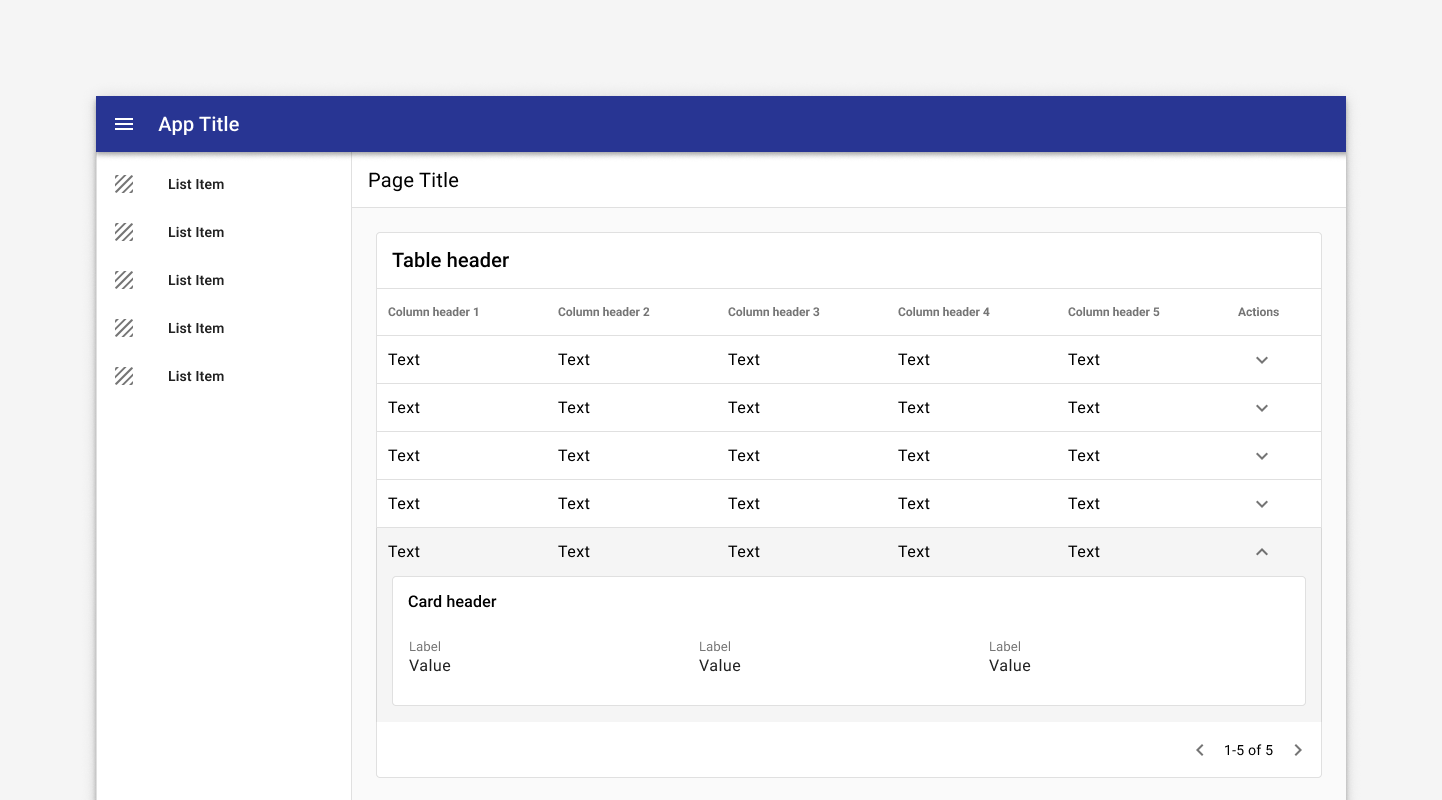 App Title
List Item
List Item
List Item
List Item
List Item
Page Title
Table header
Column header 1 Column header 2 Column header 3 Column header 4 Column header 5 Actions
Text Text Text Text Text
Text Text Text Text Text
Text Text Text Text Text
Text Text Text Text Text
Text Text Text Text Text
Card header
Label Label Label
Value Value Value
1-5 of 5